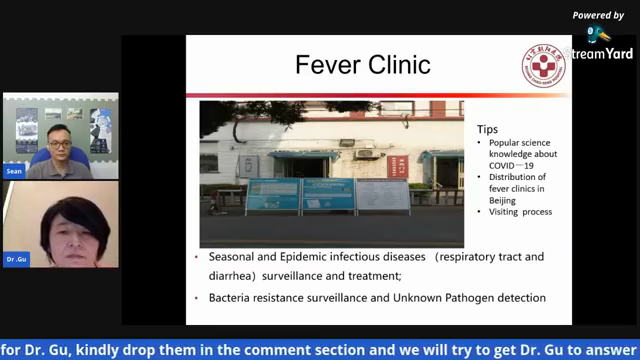 Powered by
StreamYard
Fever Clinic
Tips
• Popular science
knowledge about
COVID—19
• Distribution of
fever clinics in
Beijing
• Visiting process
Sean
Dr .Gu
• Seasonal and Epidemic infectious diseases （respiratory tract and
diarrhea）surveillance and treatment;
• Bacteria resistance surveillance and Unknown Pathogen detection
for Dr. Gu, kindly drop them in the comment section and we will try to get Dr. Gu to answer